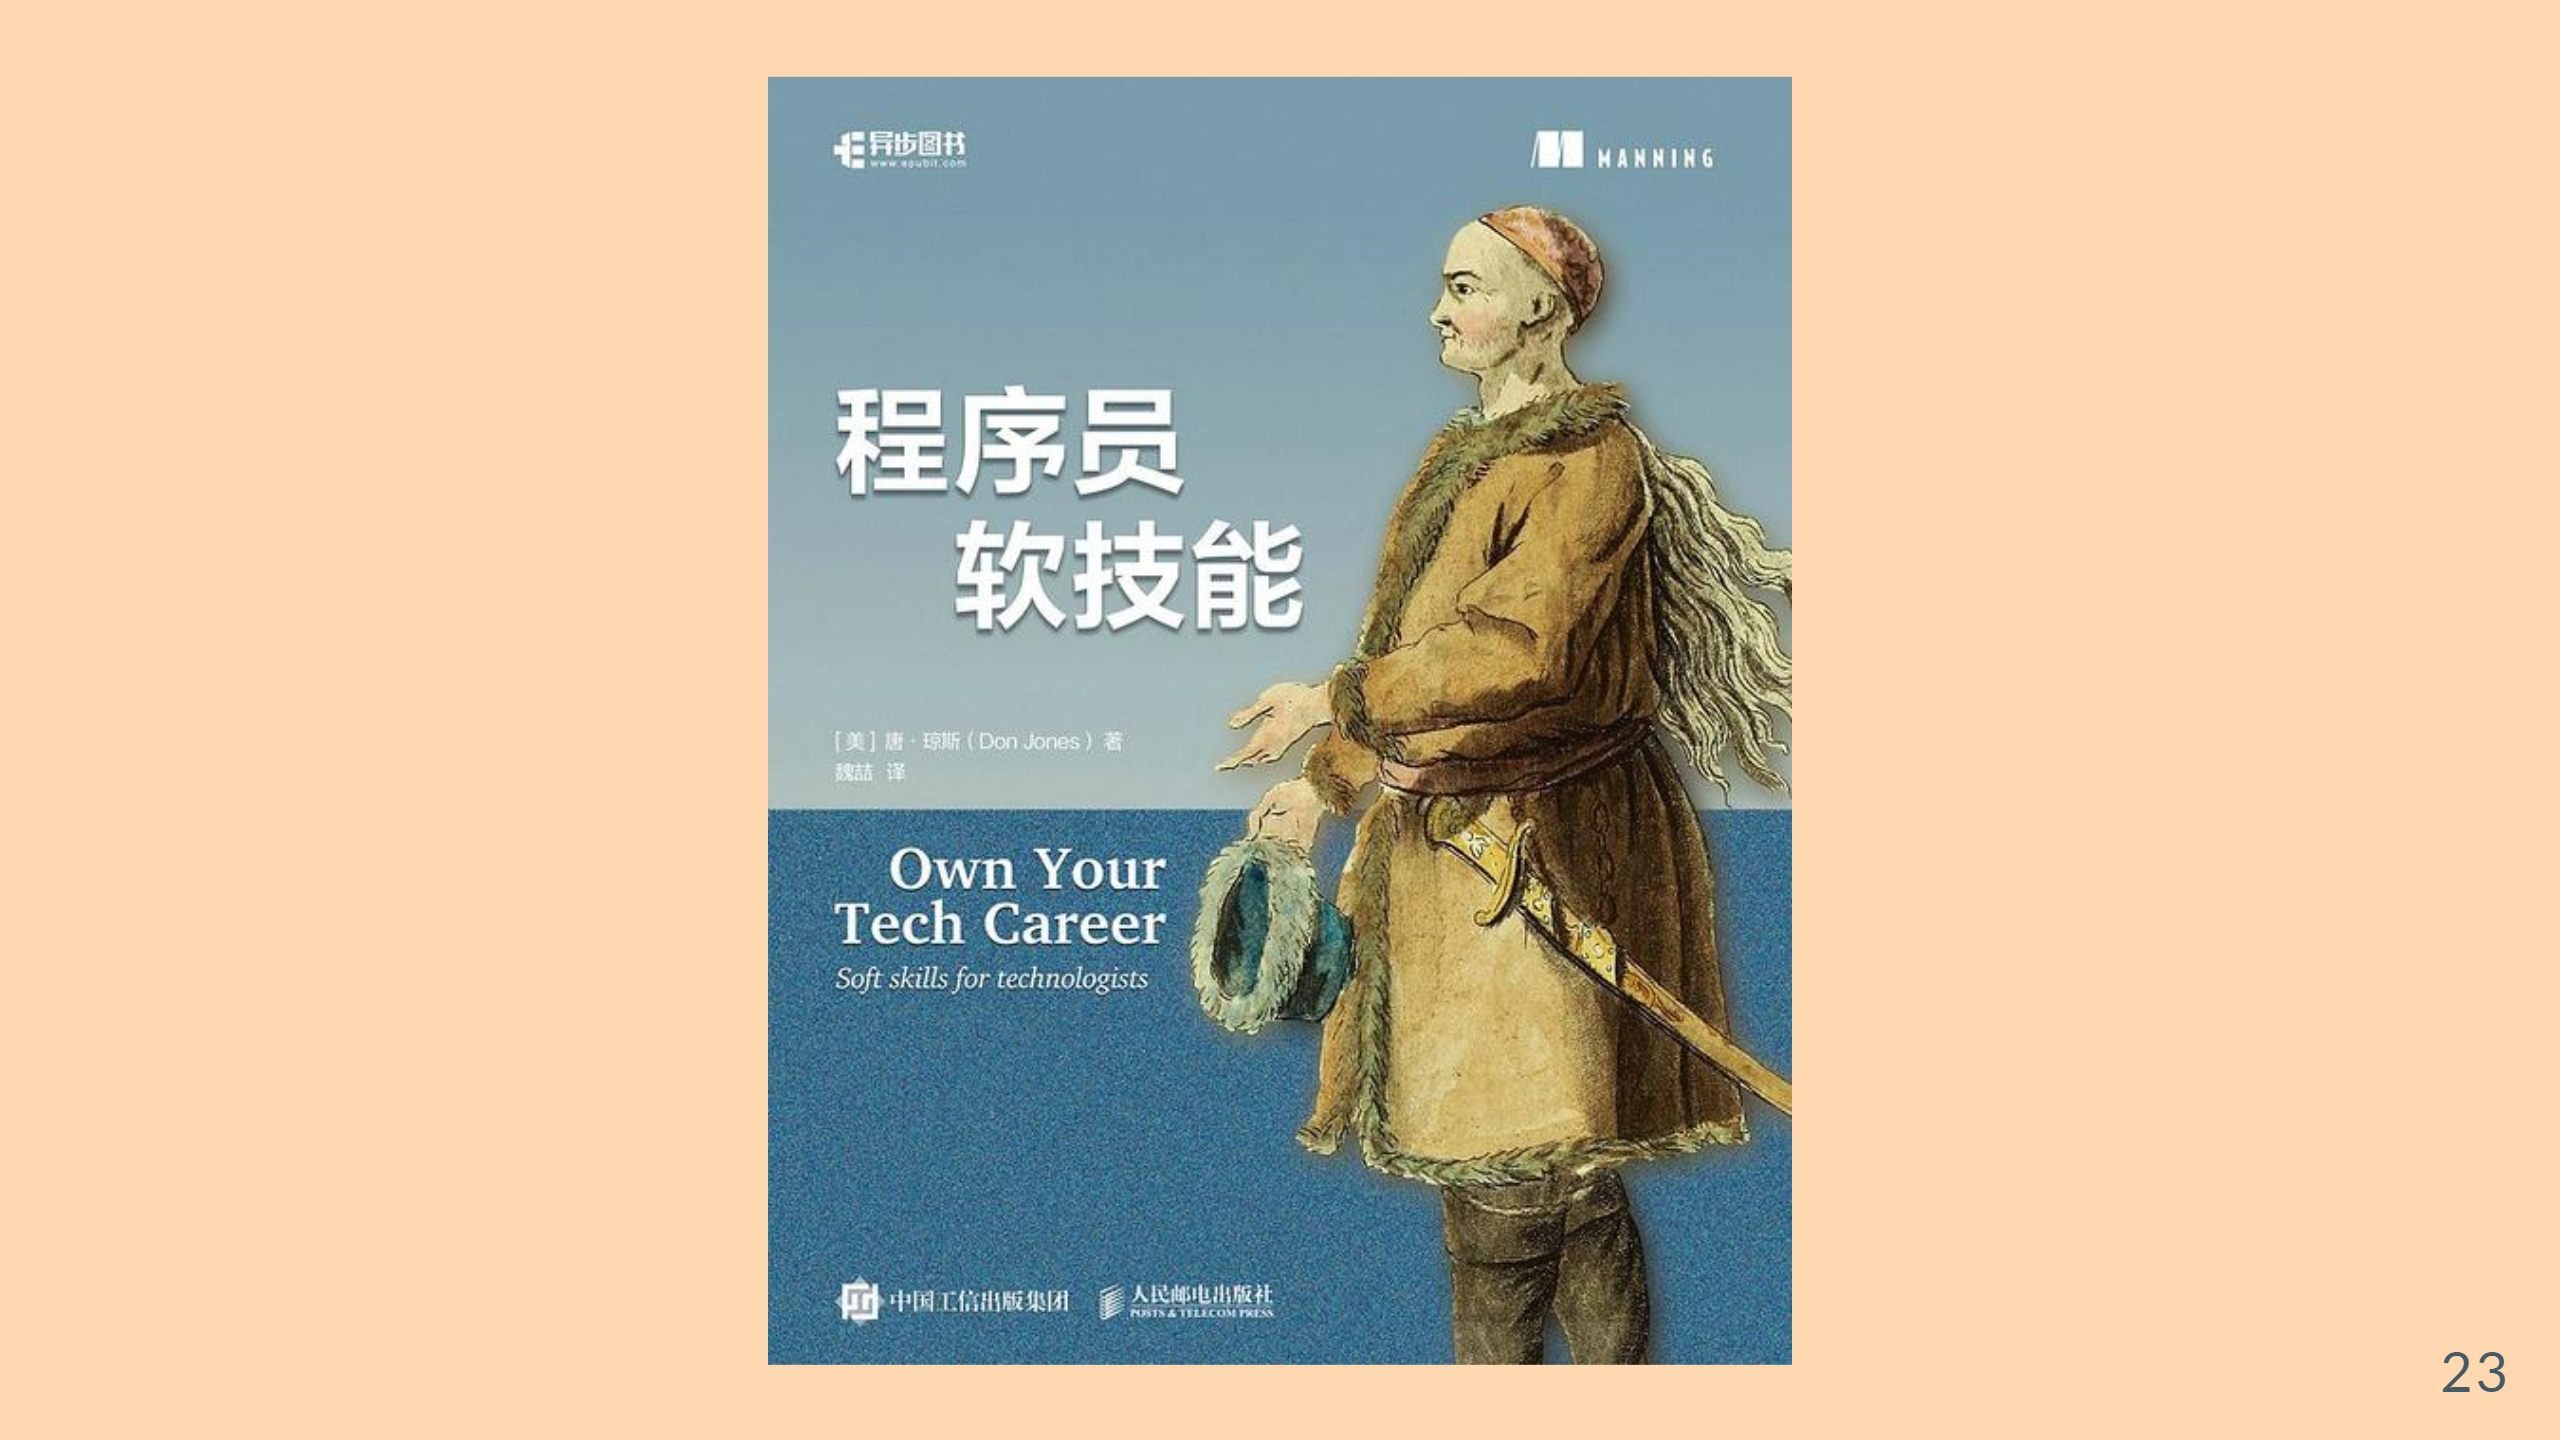 异步图书
www.epubit.com
MANNING
程序员
软技能
[美] 唐·琼斯（Don Jones）著
魏喆 译
Own Your
Tech Career
Soft skills for technologists
中国工信出版集团
人民邮电出版社
POSTS & TELECOM PRESS
23